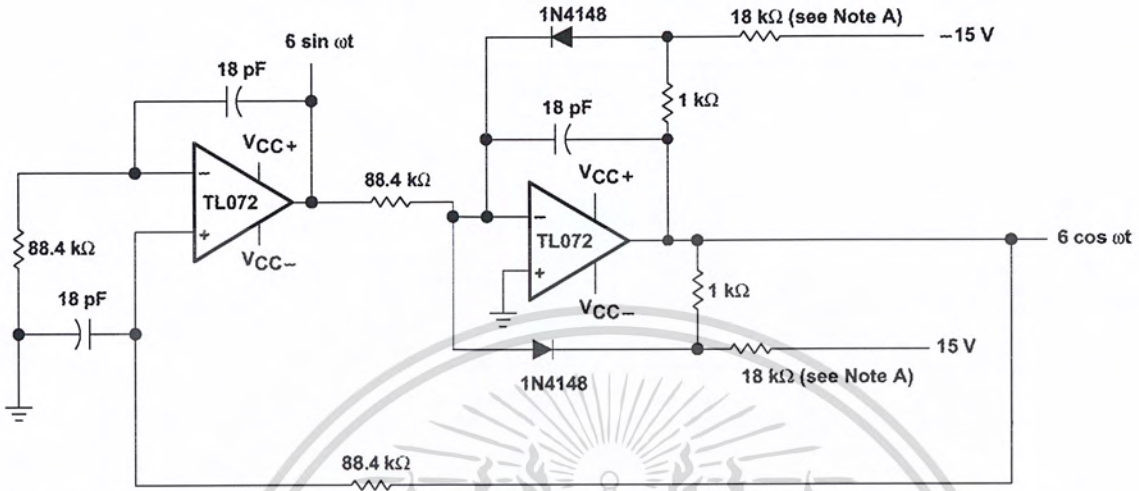 1N4148
18 kΩ (see Note A)
–15 V
6 sin ωt
18 pF
1 kΩ
18 pF
VCC+
–
TL072
+
VCC–
88.4 kΩ
88.4 kΩ
18 pF
VCC+
–
TL072
+
VCC–
6 cos ωt
1 kΩ
15 V
1N4148
18 kΩ (see Note A)
88.4 kΩ